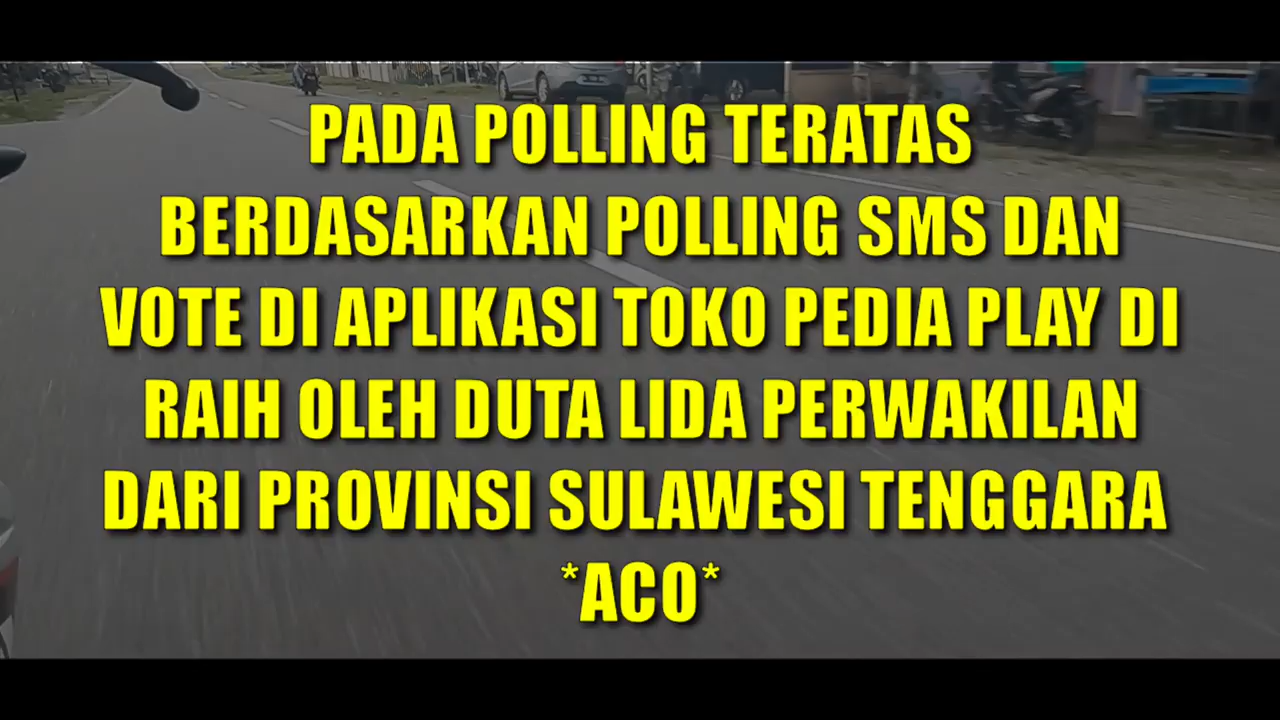 PADA POLLING TERATAS
BERDASARKAN POLLING SMS DAN
VOTE DI APLIKASI TOKO PEDIA PLAY DI
RAIH OLEH DUTA LIDA PERWAKILAN
DARI PROVINSI SULAWESI TENGGARA
*ACO*